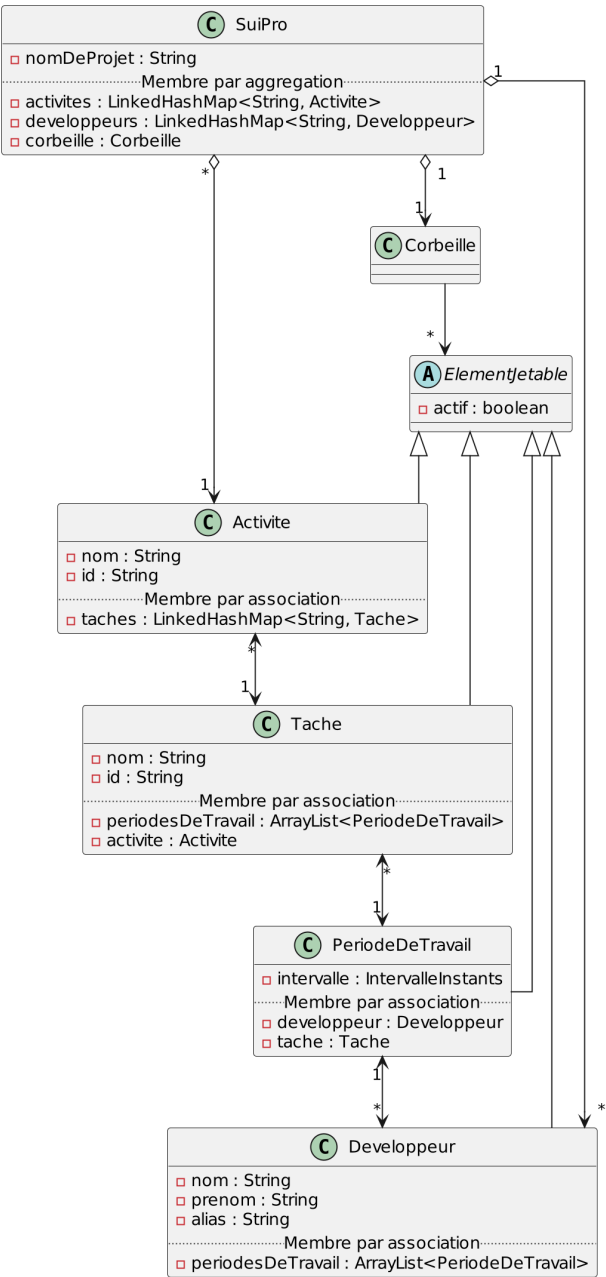 C SuiPro
nomDeProjet : String
Membre par aggregation
activites : LinkedHashMap<String, Activite>
developpeurs : LinkedHashMap<String, Developpeur>
corbeille : Corbeille
1
*
1
1
C Corbeille
*
A ElementJetable
actif : boolean
1
C Activite
nom : String
id : String
Membre par association
taches : LinkedHashMap<String, Tache>
*
1
C Tache
nom : String
id : String
Membre par association
periodesDeTravail : ArrayList<PeriodeDeTravail>
activite : Activite
*
1
C PeriodeDeTravail
intervalle : IntervalleInstants
Membre par association
developpeur : Developpeur
tache : Tache
1
* *
C Developpeur
nom : String
prenom : String
alias : String
Membre par association
periodesDeTravail : ArrayList<PeriodeDeTravail>